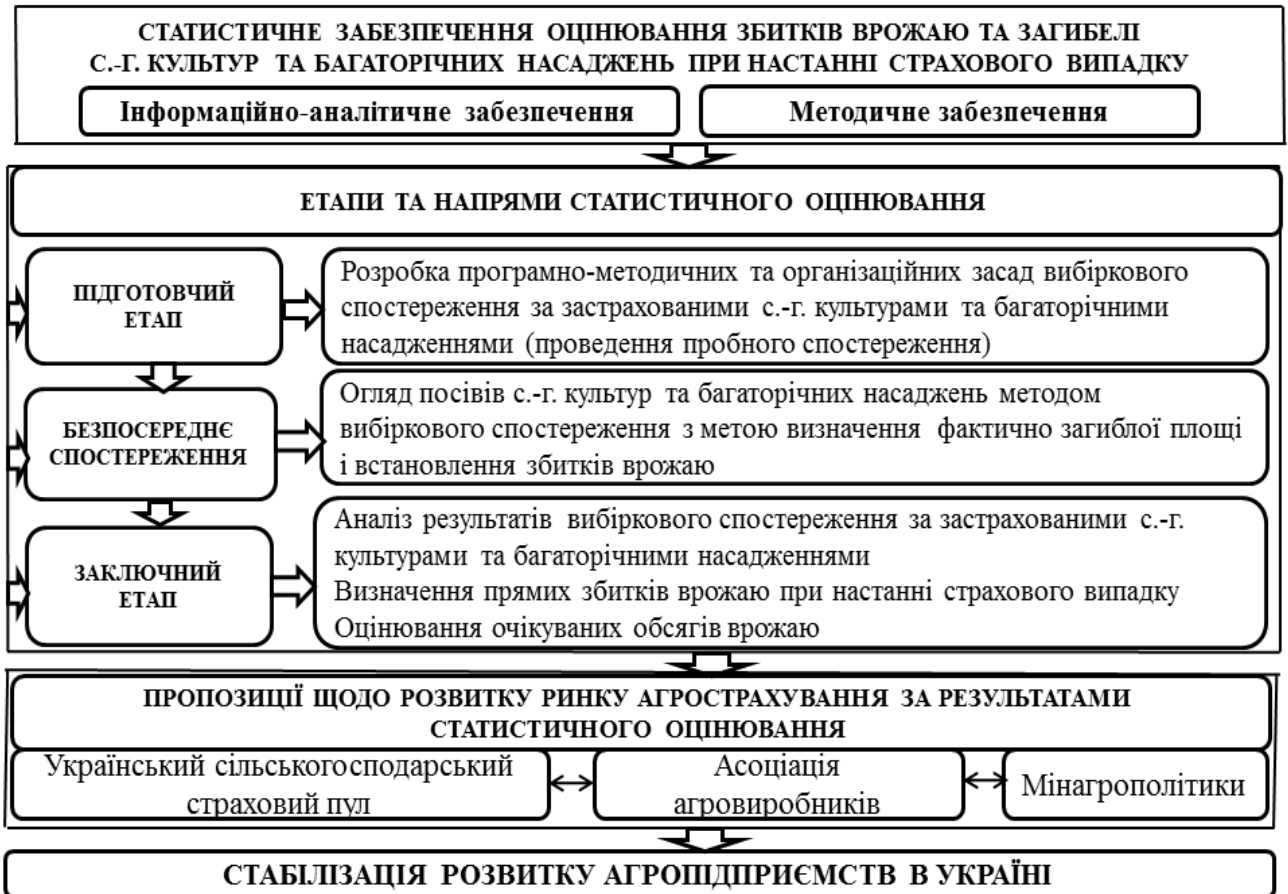 СТАТИСТИЧНЕ ЗАБЕЗПЕЧЕННЯ ОЦІНЮВАННЯ ЗБИТКІВ ВРОЖАЮ ТА ЗАГИБЕЛІ
С.-Г. КУЛЬТУР ТА БАГАТОРІЧНИХ НАСАДЖЕНЬ ПРИ НАСТАННІ СТРАХОВОГО ВИПАДКУ
Інформаційно-аналітичне забезпечення
Методичне забезпечення
ЕТАПИ ТА НАПРЯМИ СТАТИСТИЧНОГО ОЦІНЮВАННЯ
ПІДГОТОВЧИЙ
ЕТАП
Розробка програмно-методичних та організаційних засад вибіркового
спостереження за застрахованими с.-г. культурами та багаторічними
насадженнями (проведення пробного спостереження)
БЕЗПОСЕРЕДНЄ
СПОСТЕРЕЖЕННЯ
Огляд посівів с.-г. культур та багаторічних насаджень методом
вибіркового спостереження з метою визначення фактично загиблої площі
і встановлення збитків врожаю
ЗАКЛЮЧНИЙ
ЕТАП
Аналіз результатів вибіркового спостереження за застрахованими с.-г.
культурами та багаторічними насадженнями
Визначення прямих збитків врожаю при настанні страхового випадку
Оцінювання очікуваних обсягів врожаю
ПРОПОЗИЦІЇ ЩОДО РОЗВИТКУ РИНКУ АГРОСТРАХУВАННЯ ЗА РЕЗУЛЬТАТАМИ
СТАТИСТИЧНОГО ОЦІНЮВАННЯ
Український сільськогосподарський
страховий пул
Асоціація
агровиробників
Мінагрополітики
СТАБІЛІЗАЦІЯ РОЗВИТКУ АГРОПІДПРИЄМСТВ В УКРАЇНІ